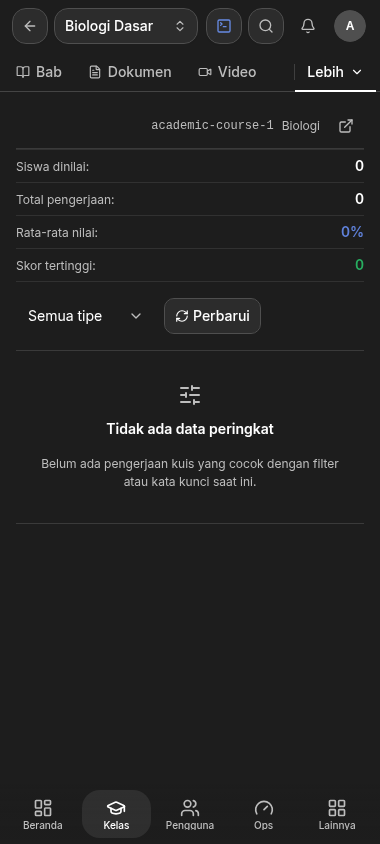 Biologi Dasar
A
Bab
Dokumen
Video
Lebih
academic-course-1 Biologi
Siswa dinilai: 0
Total pengerjaan: 0
Rata-rata nilai: 0%
Skor tertinggi: 0
Semua tipe
Perbarui
Tidak ada data peringkat
Belum ada pengerjaan kuis yang cocok dengan filter
atau kata kunci saat ini.
Beranda
Kelas
Pengguna
Ops
Lainnya